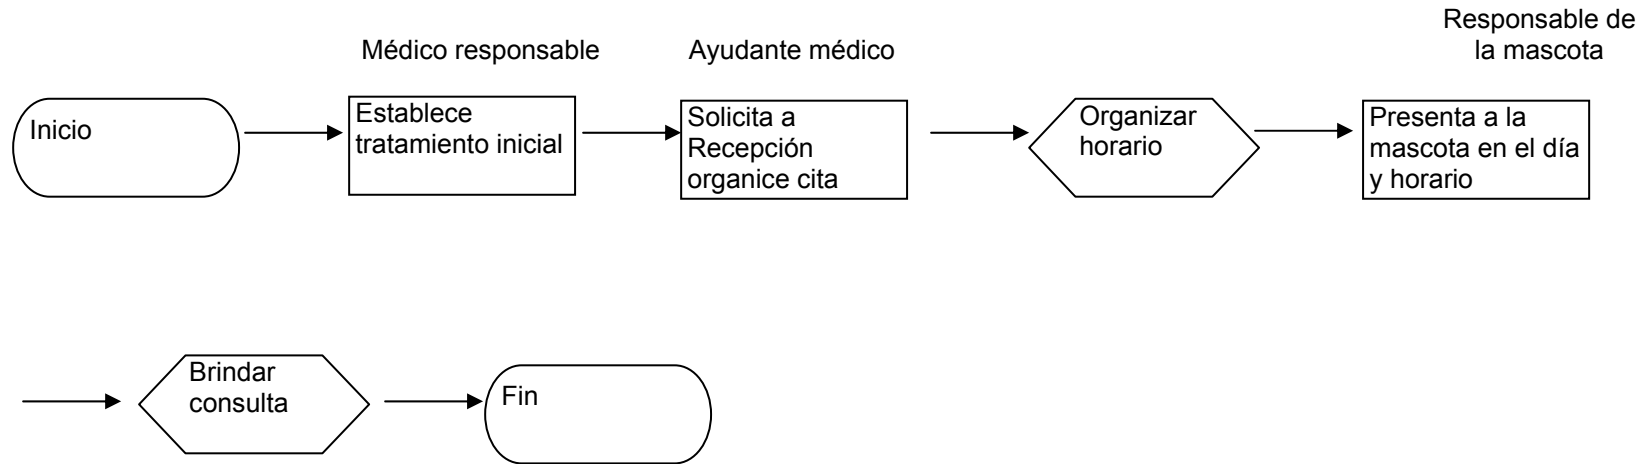 Responsable de
la mascota
Médico responsable
Ayudante médico
Inicio
Establece
tratamiento inicial
Solicita a
Recepción
organice cita
Organizar
horario
Presenta a la
mascota en el día
y horario
Brindar
consulta
Fin